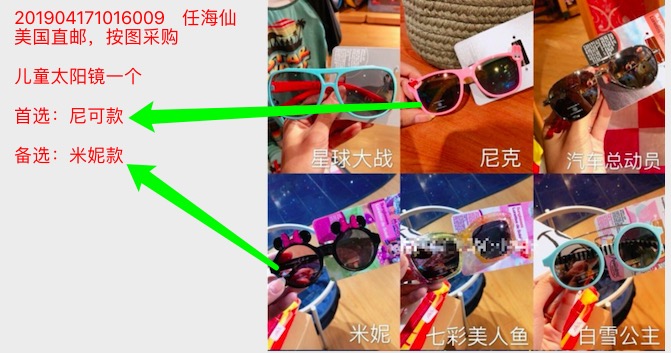 201904171016009 任海仙
美国直邮，按图采购
儿童太阳镜一个
首选：尼可款
备选：米妮款
星球大战
尼克
汽车总动员
米妮
七彩美人鱼
白雪公主